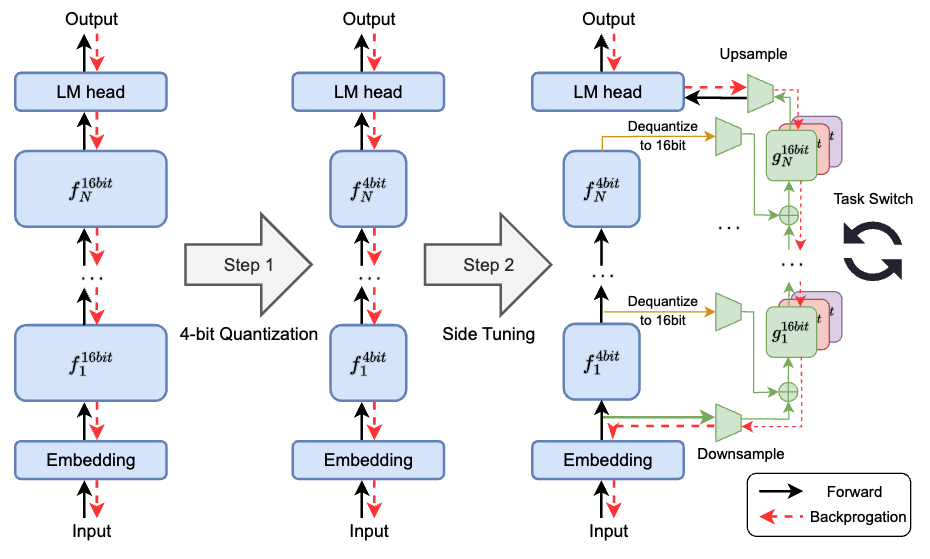 Output
LM head
f_N^{16bit}
...
f_1^{16bit}
Embedding
Input
Step 1
4-bit Quantization
Output
LM head
f_N^{4bit}
...
f_1^{4bit}
Embedding
Input
Step 2
Side Tuning
Output
LM head
Upsample
Dequantize
to 16bit
f_N^{4bit}
g_N^{16bit}
t
t
Task Switch
...
...
...
Dequantize
to 16bit
f_1^{4bit}
g_1^{16bit}
t
t
Downsample
Embedding
Input
Forward
Backprogation